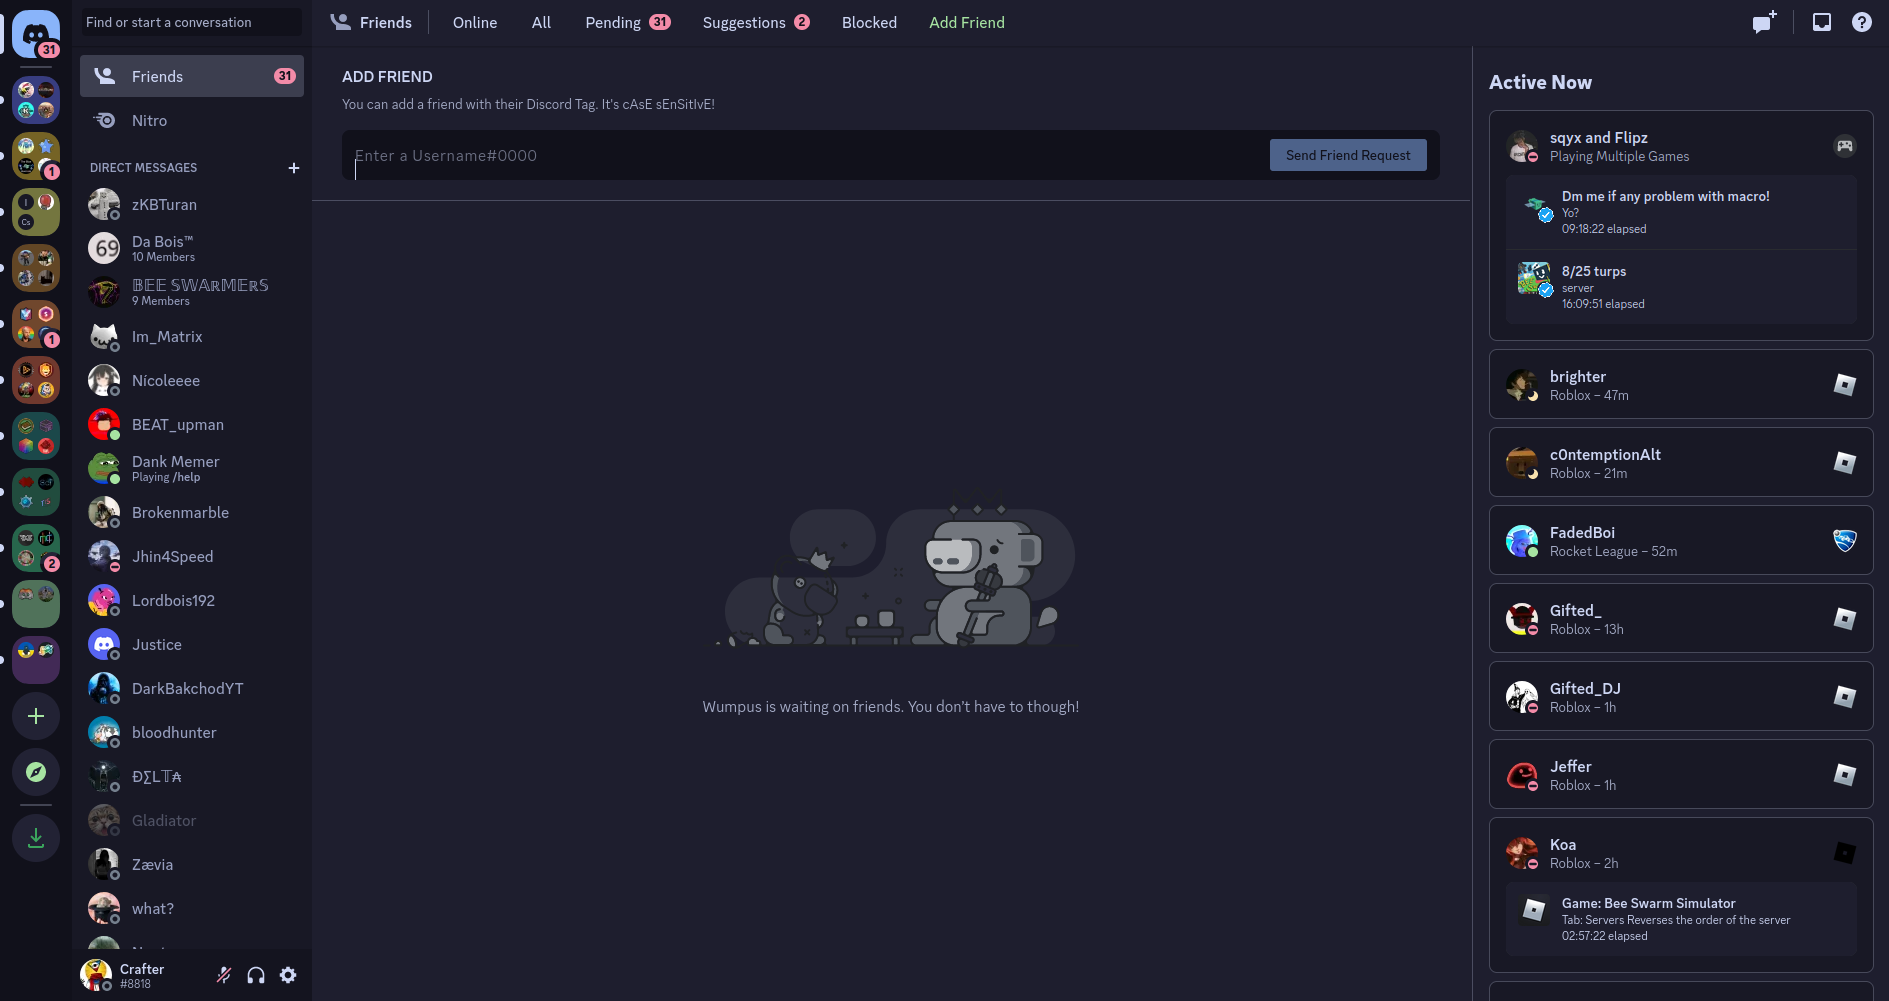 31
1
1
2
Find or start a conversation
Friends
31
Nitro
DIRECT MESSAGES
zKBTuran
69
Da Bois™
10 Members
𝔹𝔼𝔼 𝕊𝕎𝔸ℝ𝕄𝔼ℝ𝕊
9 Members
Im_Matrix
Nícoleeee
BEAT_upman
Dank Memer
Playing /help
Brokenmarble
Jhin4Speed
Lordbois192
Justice
DarkBakchodYT
bloodhunter
Gladiator
Zævia
what?
Crafter
#8818
Friends
Online
All
Pending 31
Suggestions 2
Blocked
Add Friend
ADD FRIEND
You can add a friend with their Discord Tag. It's cAsE sEnSitIvE!
Enter a Username#0000
Send Friend Request
Wumpus is waiting on friends. You don't have to though!
Active Now
sqyx and Flipz
Playing Multiple Games
Dm me if any problem with macro!
Yo?
09:18:22 elapsed
8/25 turps
server
16:09:51 elapsed
brighter
Roblox – 47m
c0ntemptionAlt
Roblox – 21m
FadedBoi
Rocket League – 52m
Gifted_
Roblox – 13h
Gifted_DJ
Roblox – 1h
Jeffer
Roblox – 1h
Koa
Roblox – 2h
Game: Bee Swarm Simulator
Tab: Servers Reverses the order of the server
02:57:22 elapsed